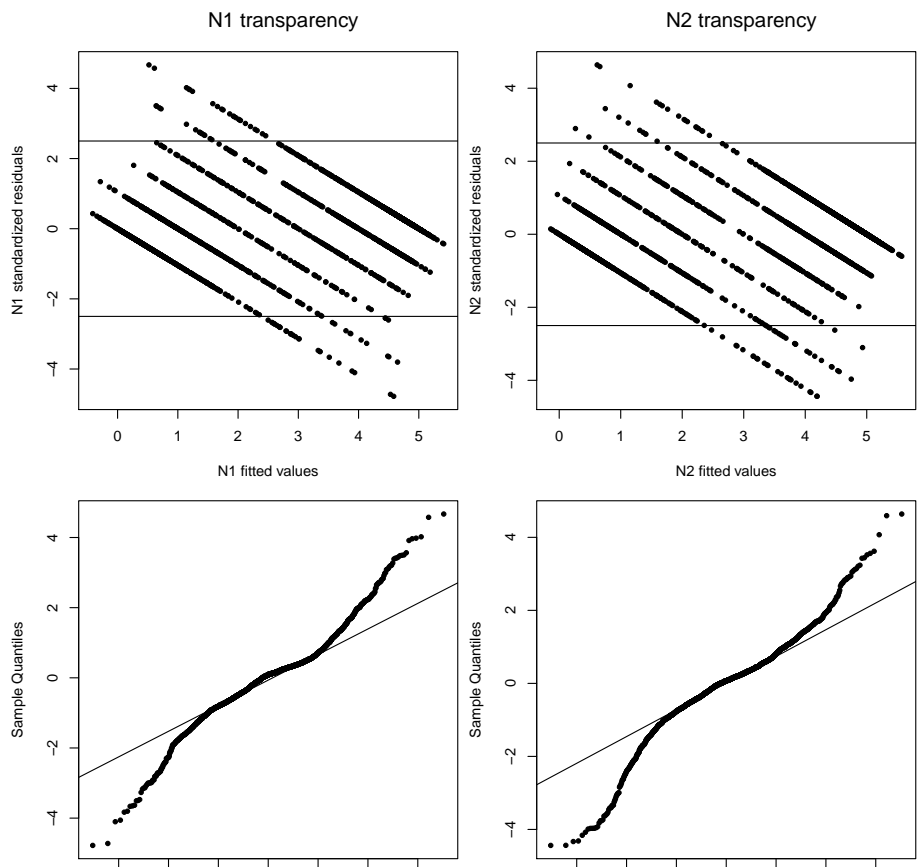 N1 transparency
N2 transparency
N1 standardized residuals
4
2
0
-2
-4
0 1 2 3 4 5
N1 fitted values
N2 standardized residuals
4
2
0
-2
-4
0 1 2 3 4 5
N2 fitted values
Sample Quantiles
4
2
0
-2
-4
Sample Quantiles
4
2
0
-2
-4